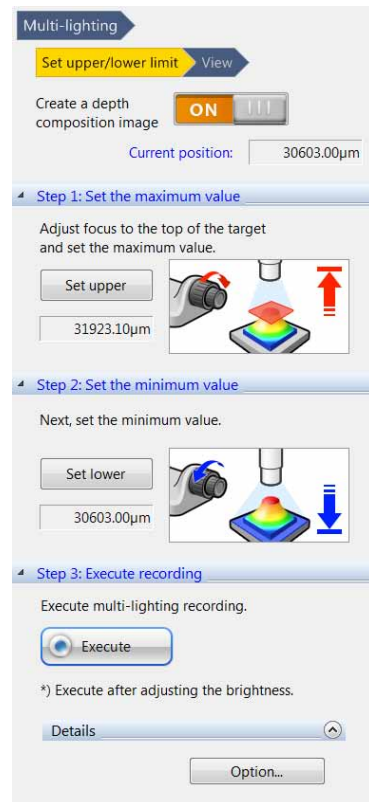 Multi-lighting
Set upper/lower limit View
Create a depth
composition image
ON
Current position: 30603.00µm
Step 1: Set the maximum value
Adjust focus to the top of the target
and set the maximum value.
Set upper
31923.10µm
Step 2: Set the minimum value
Next, set the minimum value.
Set lower
30603.00µm
Step 3: Execute recording
Execute multi-lighting recording.
Execute
*) Execute after adjusting the brightness.
Details
Option...